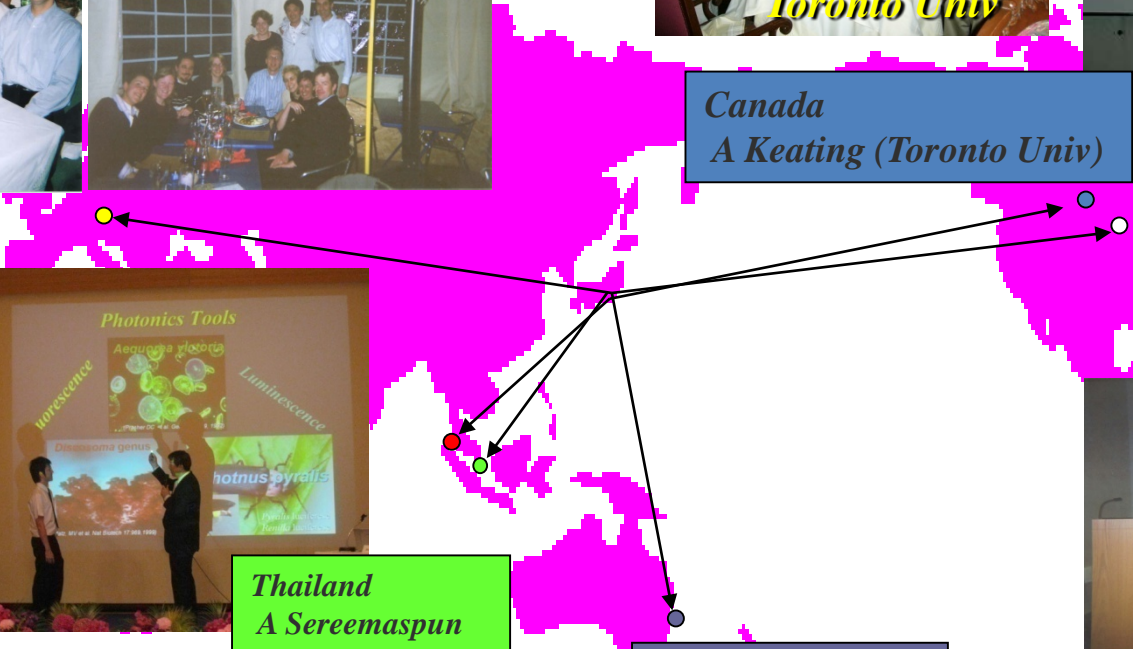 Toronto Univ
Canada
A Keating (Toronto Univ)
Photonics Tools
Aequorea victoria
uorescence
Luminescence
Discosoma genus
hotnus pyralis
Thailand
A Sereemaspun